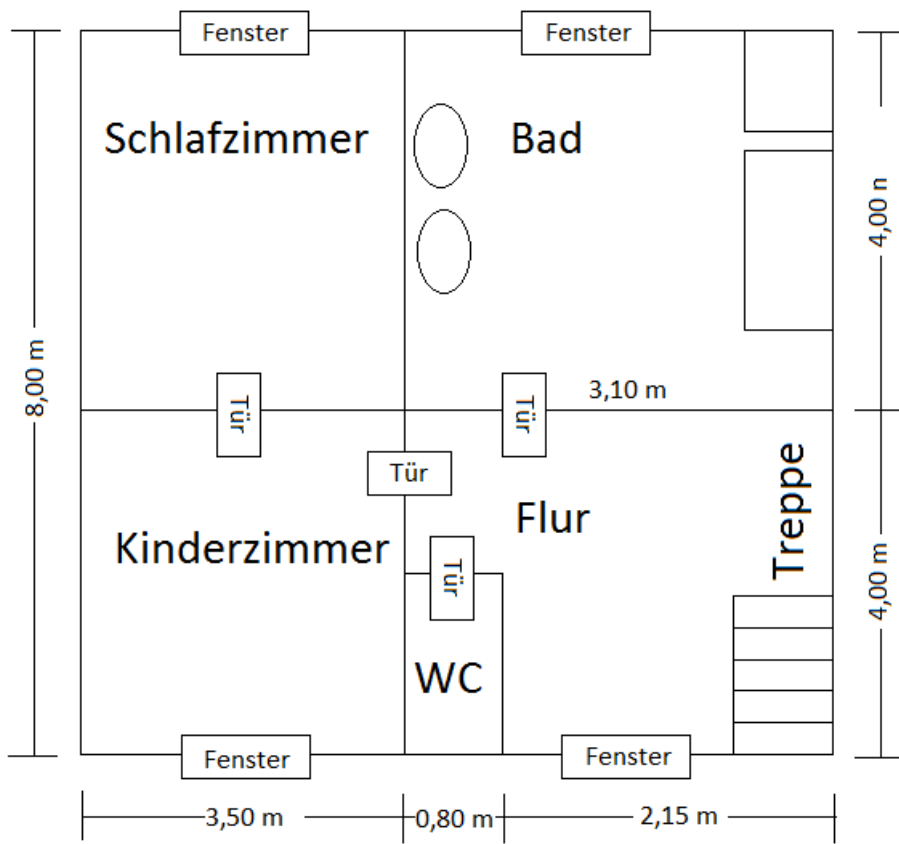 Fenster
Fenster
Schlafzimmer
Bad
4,00 n
8,00 m
3,10 m
Tür
Tür
Tür
Flur
Treppe
Kinderzimmer
Tür
4,00 m
WC
Fenster
Fenster
3,50 m
0,80 m
2,15 m